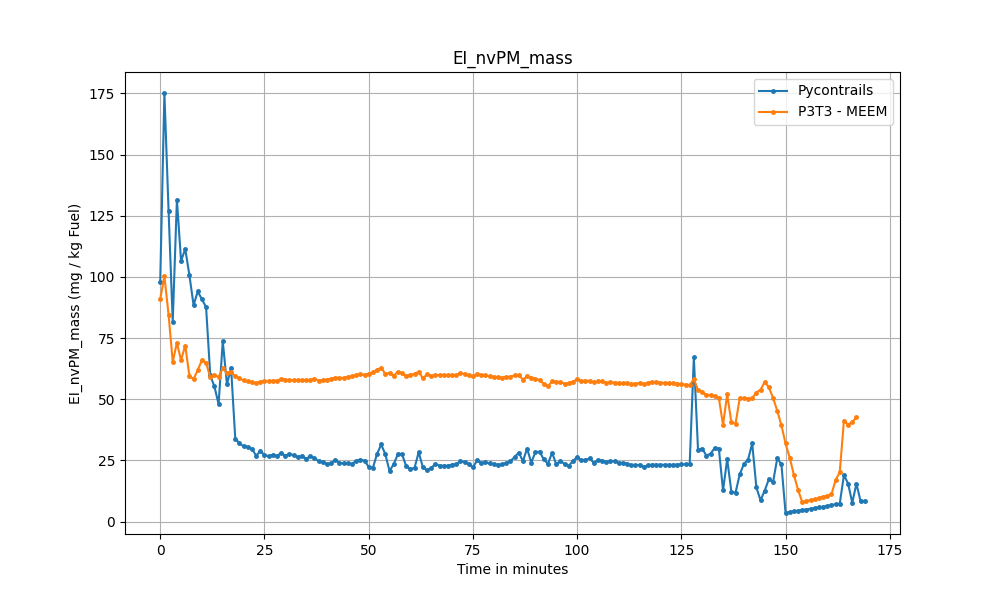 EI_nvPM_mass
Pycontrails
P3T3 - MEEM
EI_nvPM_mass (mg / kg Fuel)
175
150
125
100
75
50
25
0
0 25 50 75 100 125 150 175
Time in minutes